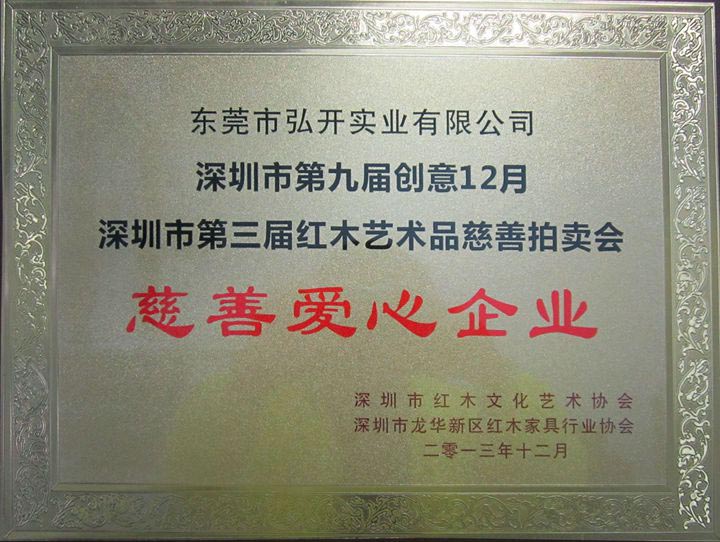 东莞市弘开实业有限公司
深圳市第九届创意12月
深圳市第三届红木艺术品慈善拍卖会
慈善爱心企业
深圳市红木文化艺术协会
深圳市龙华新区红木家具行业协会
二零一三年十二月